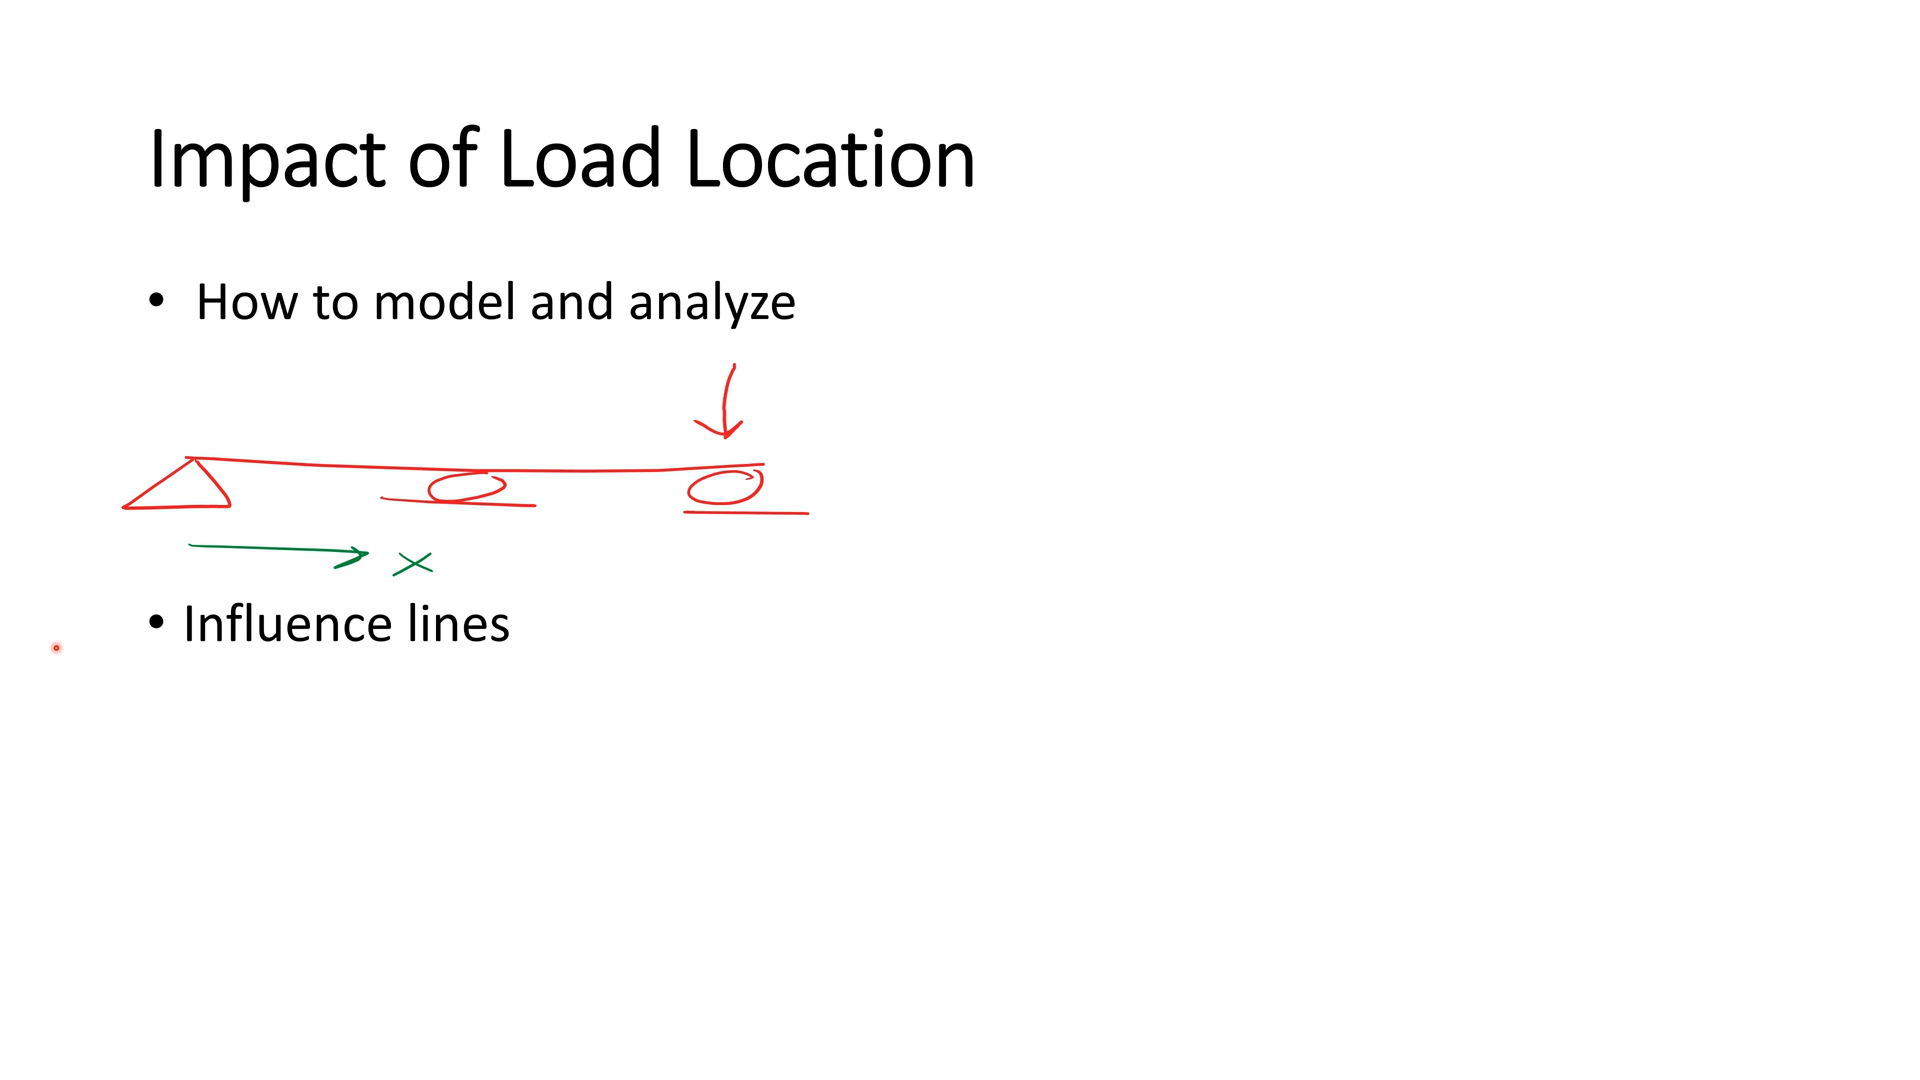 Impact of Load Location
• How to model and analyze
x
• Influence lines